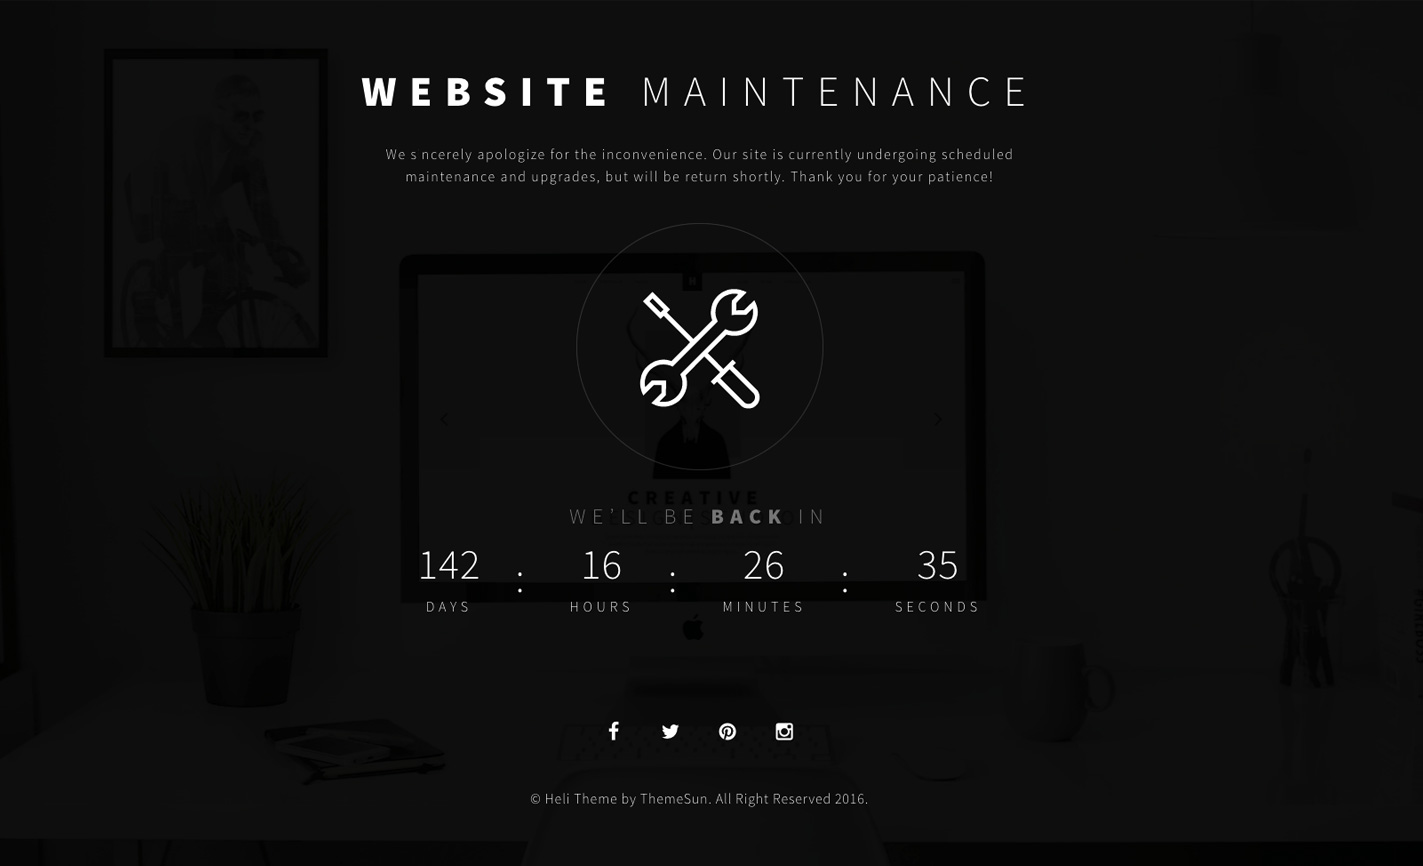 WEBSITE MAINTENANCE
We s ncerely apologize for the inconvenience. Our site is currently undergoing scheduled
maintenance and upgrades, but will be return shortly. Thank you for your patience!
H
CREATIVE
WE'LL BE BACK IN
142 : 16 : 26 : 35
DAYS HOURS MINUTES SECONDS
© Heli Theme by ThemeSun. All Right Reserved 2016.